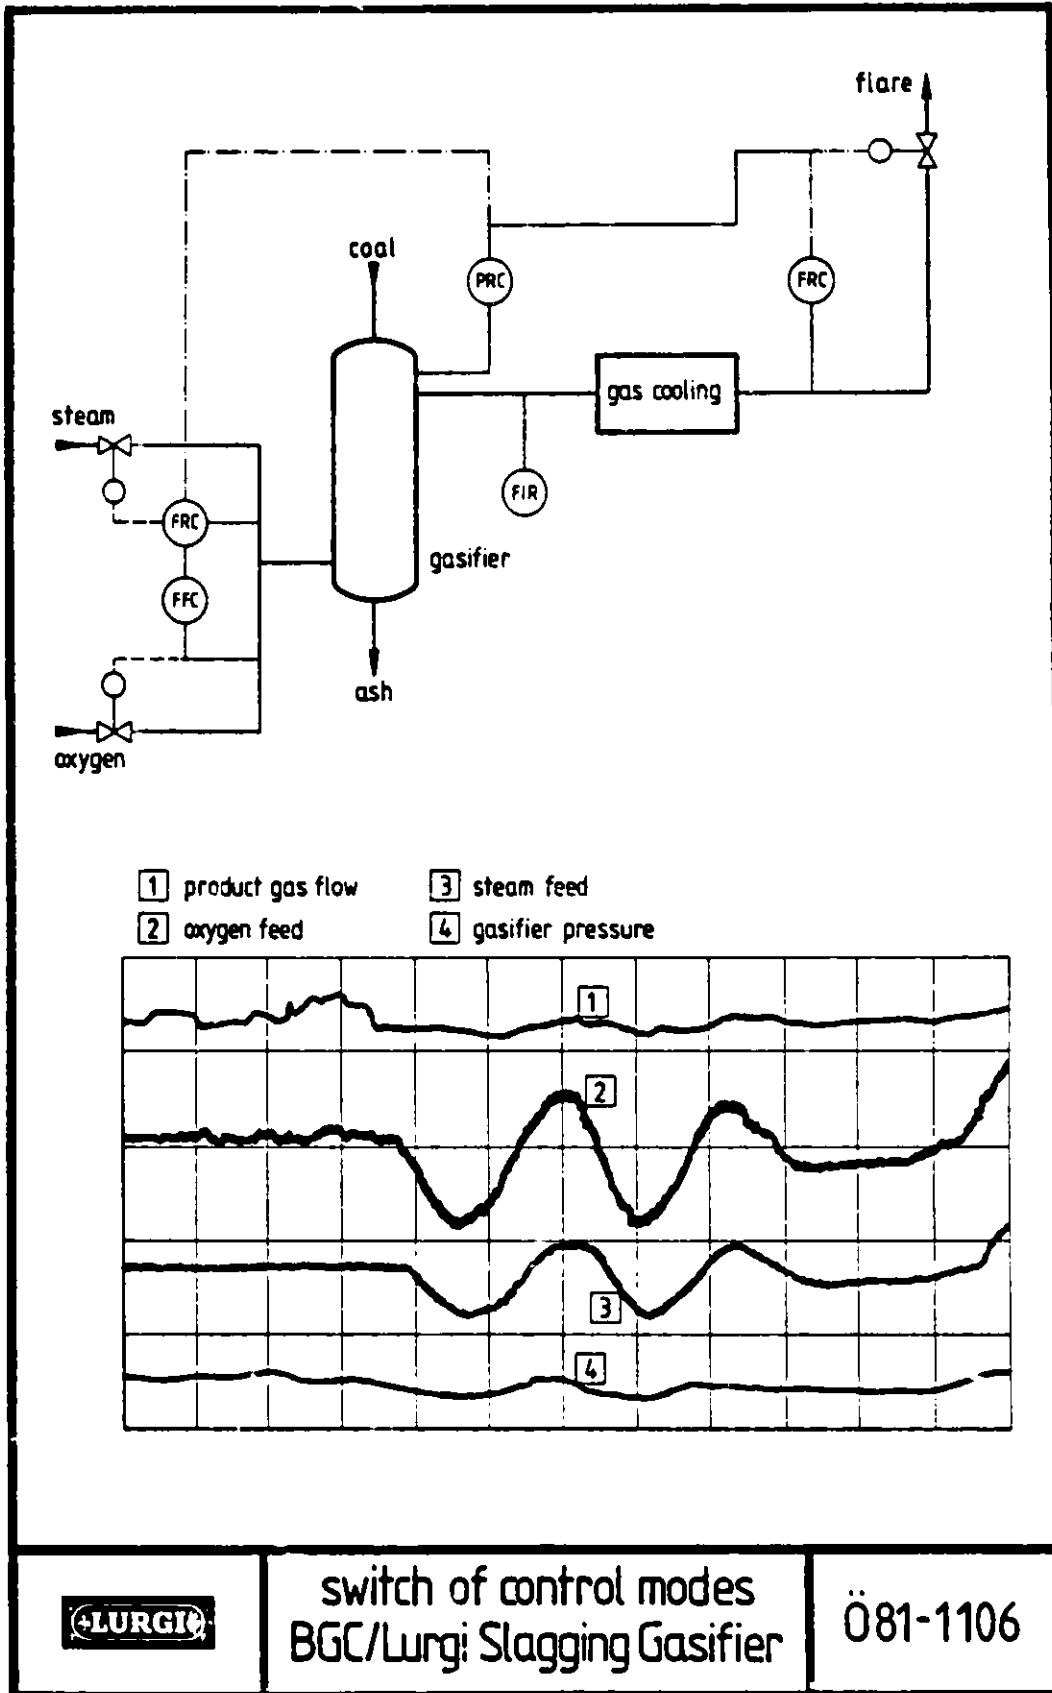 flare
coal
PRC
FRC
gas cooling
steam
FIR
FRC
gasifier
FFC
ash
oxygen
1 product gas flow
3 steam feed
2 oxygen feed
4 gasifier pressure
1
2
3
4
LURGI
switch of control modes
BGC/Lurgi Slagging Gasifier
Ö81-1106